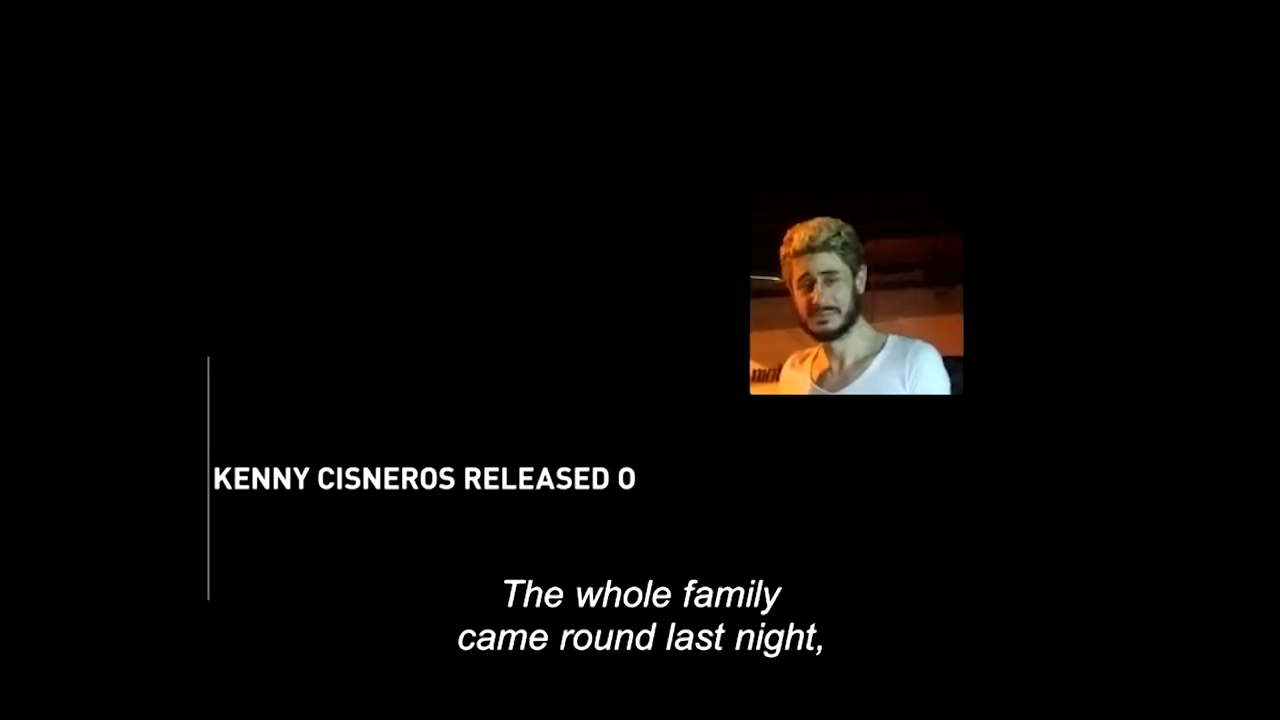 KENNY CISNEROS RELEASED O
The whole family
came round last night,